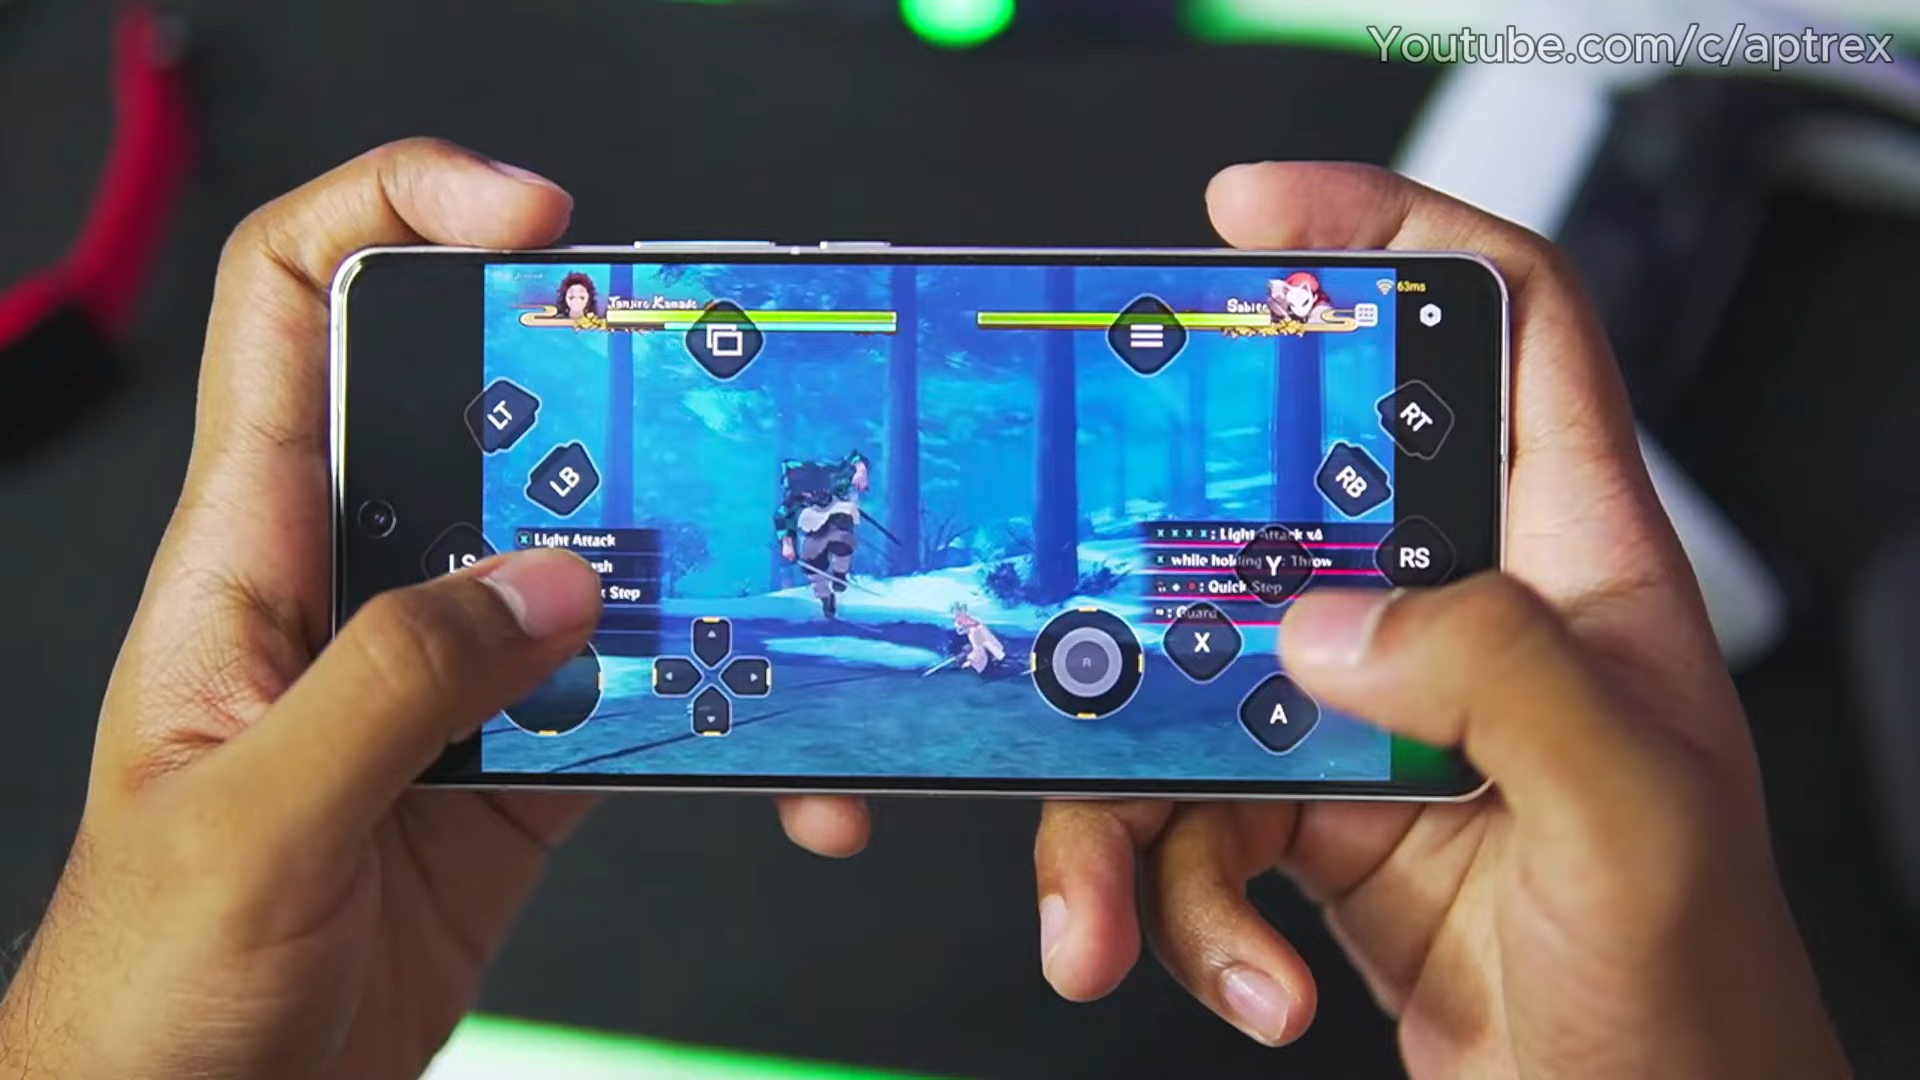 Youtube.com/c/aptrex
63ms
Tanjiro Kamado
Sabito
LT
RT
LB
RB
LS
RS
X Light Attack
Step
X X X X : Light Attack x4
X while holding : Throw
: Quick Step
: Guard
Y
X
A
R